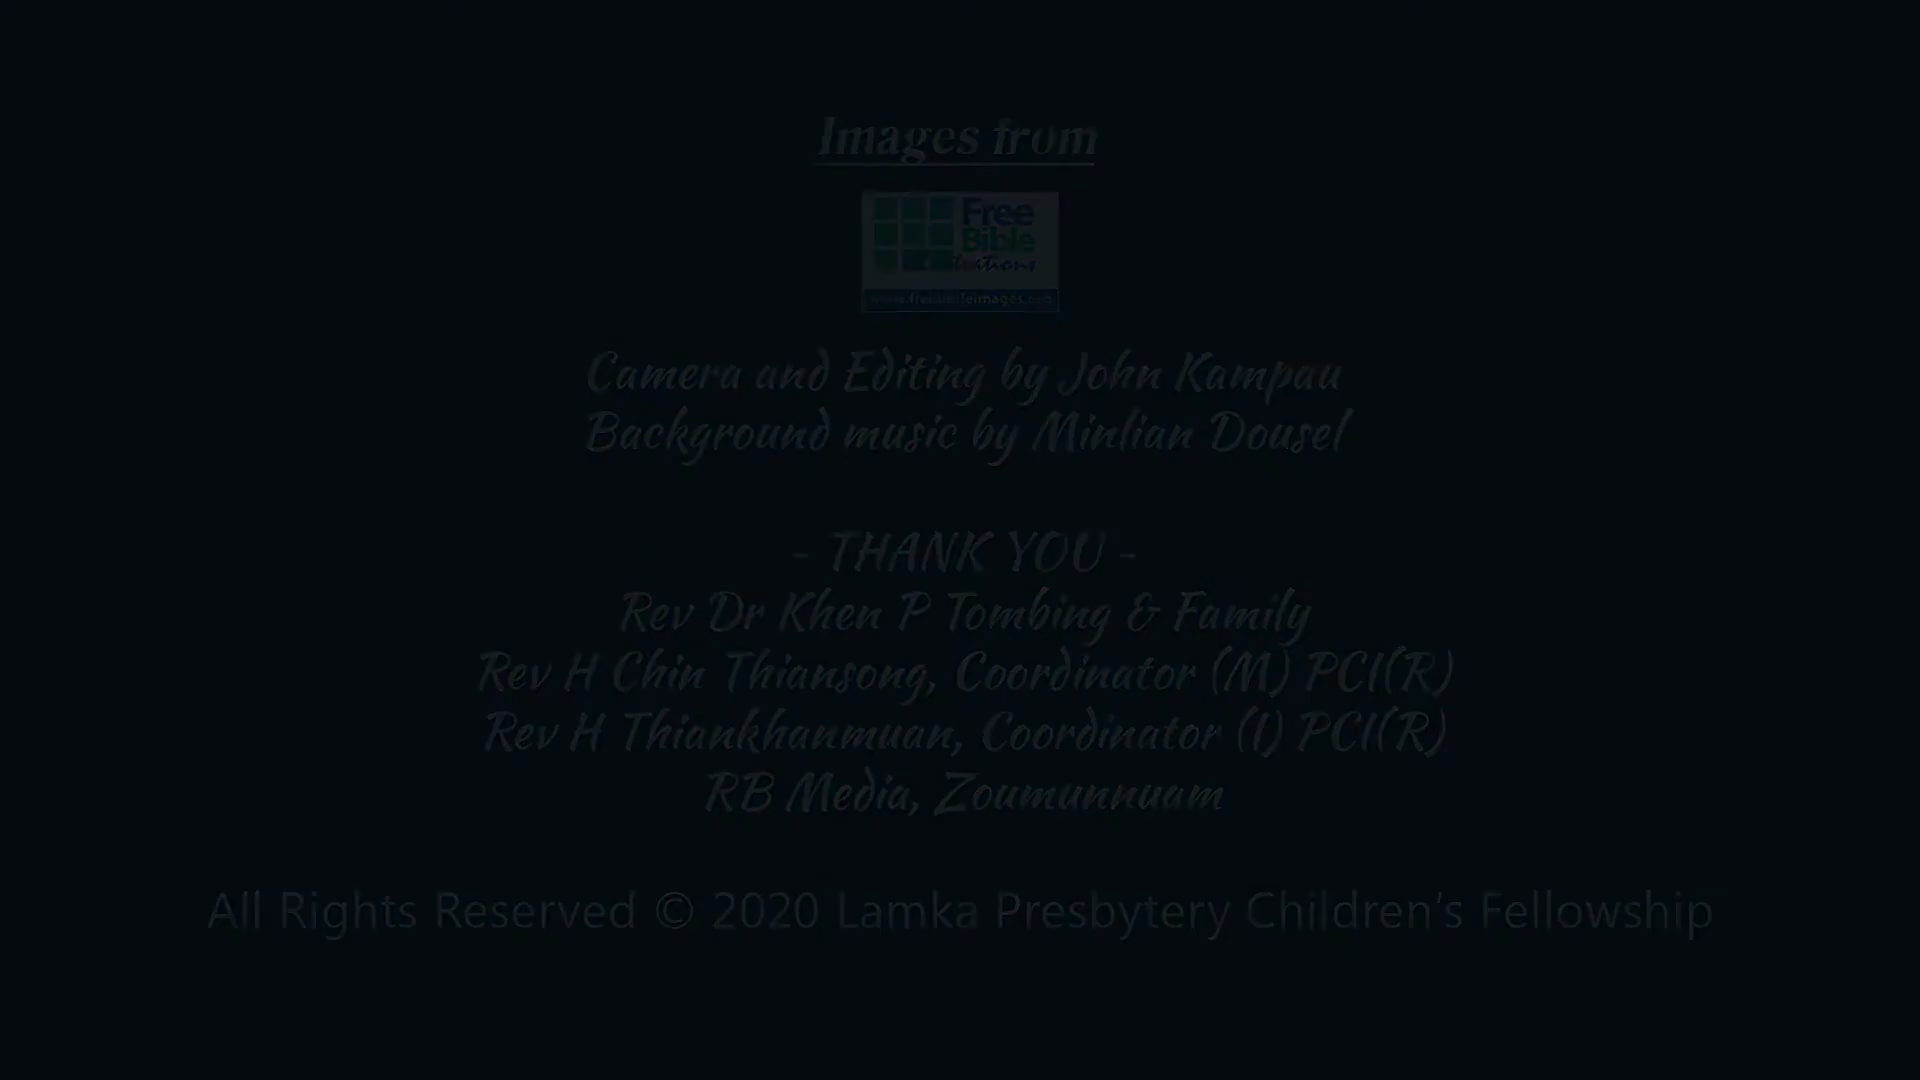 Images from
Free
Bible
Camera and Editing by John Kampau
Background music by Minlian Dousel
- THANK YOU -
Rev Dr Khen P Tombing & Family
Rev H Chin Thiansong, Coordinator (M) PCI(R)
Rev H Thiankhanmuan, Coordinator (I) PCI(R)
RB Media, Zoumunnuam
All Rights Reserved © 2020 Lamka Presbytery Children’s Fellowship